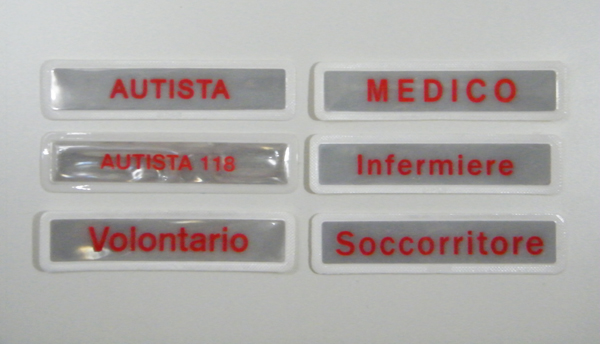 AUTISTA
MEDICO
AUTISTA 118
Infermiere
Volontario
Soccorritore